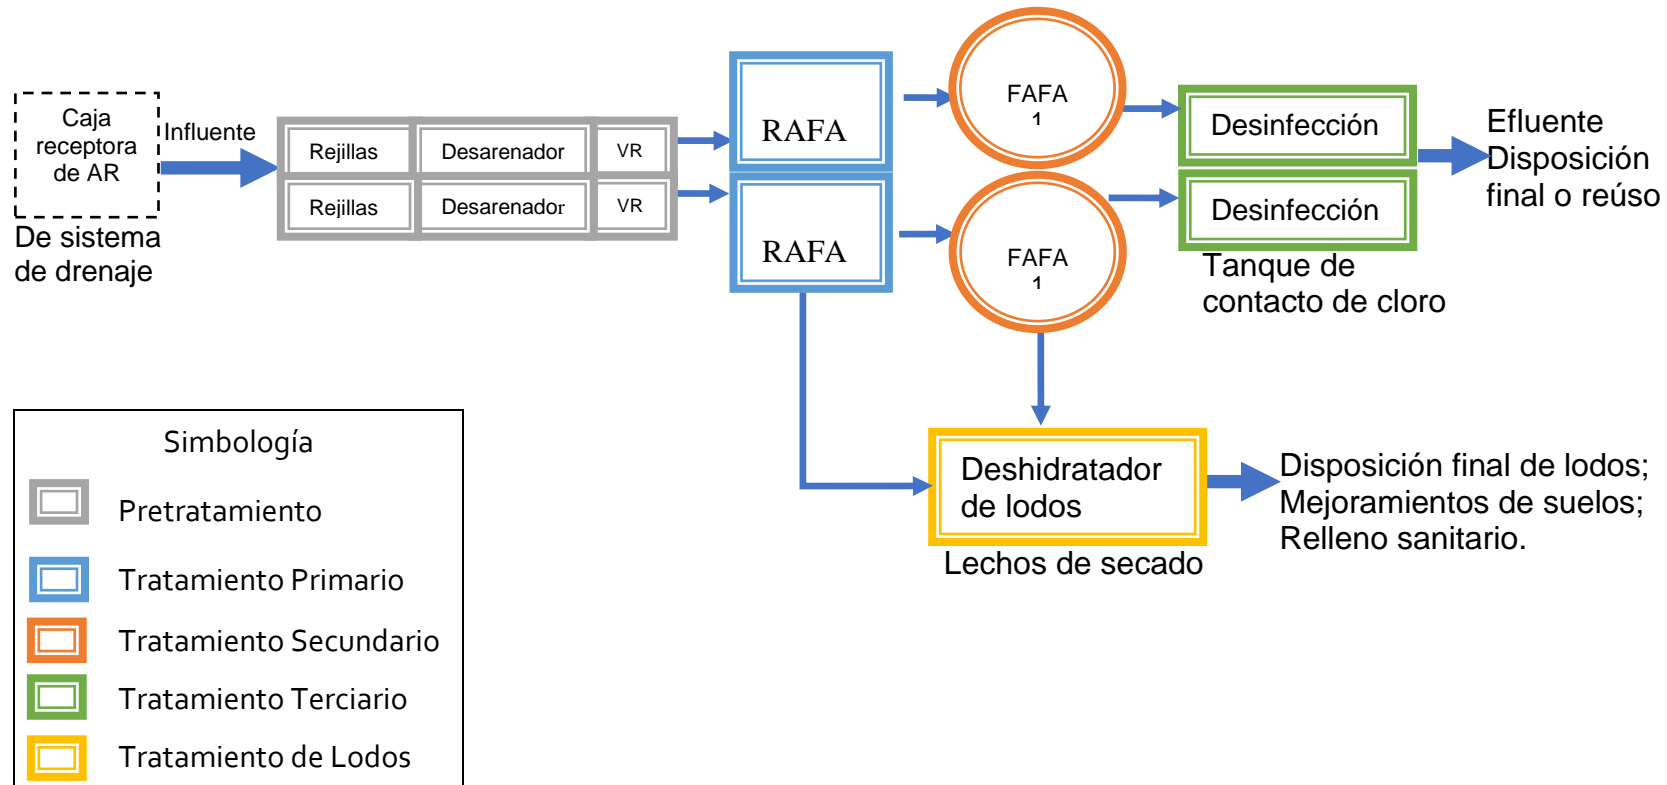 Caja
receptora
de AR
De sistema
de drenaje
Influente
Rejillas
Desarenador
VR
Rejillas
Desarenador
VR
RAFA
RAFA
FAFA
1
FAFA
1
Desinfección
Desinfección
Tanque de
contacto de cloro
Efluente
Disposición
final o reúso
Deshidratador
de lodos
Lechos de secado
Disposición final de lodos;
Mejoramientos de suelos;
Relleno sanitario.
Simbología
Pretratamiento
Tratamiento Primario
Tratamiento Secundario
Tratamiento Terciario
Tratamiento de Lodos